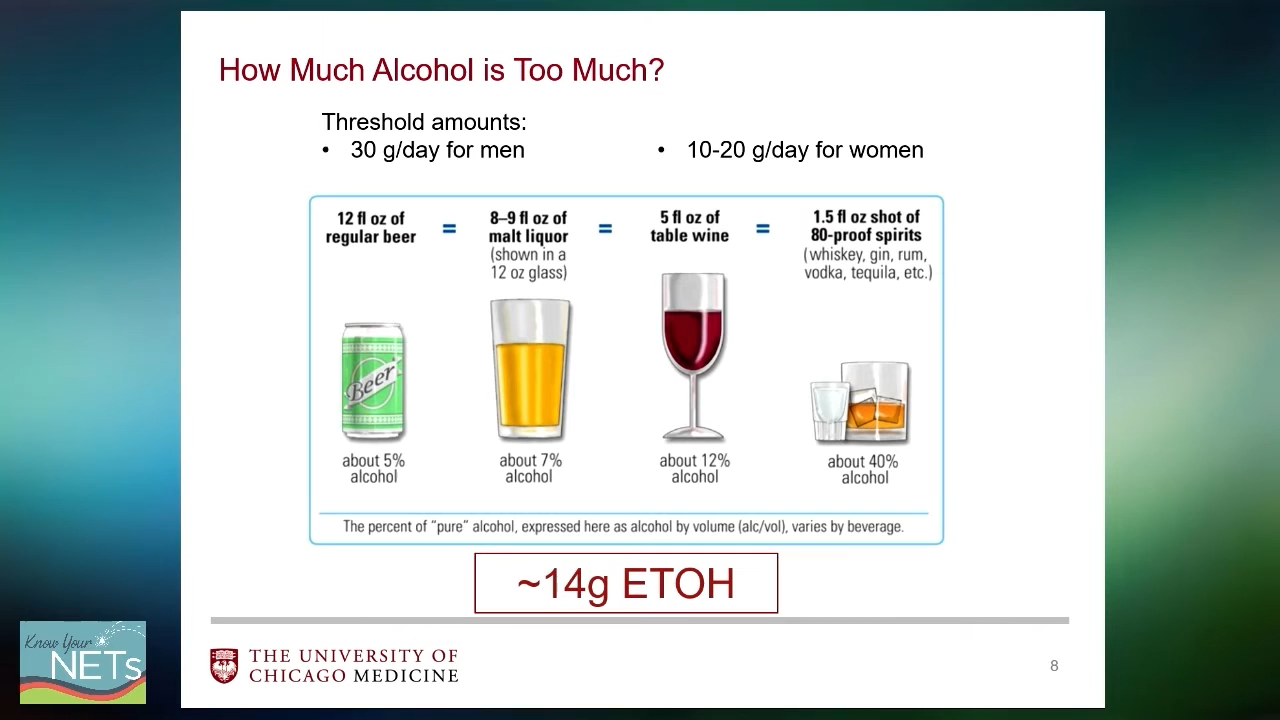 How Much Alcohol is Too Much?
Threshold amounts:
• 30 g/day for men
• 10-20 g/day for women
12 fl oz of
regular beer
=
8–9 fl oz of
malt liquor
(shown in a
12 oz glass)
=
5 fl oz of
table wine
=
1.5 fl oz shot of
80-proof spirits
(whiskey, gin, rum,
vodka, tequila, etc.)
Beer
about 5%
alcohol
about 7%
alcohol
about 12%
alcohol
about 40%
alcohol
The percent of “pure” alcohol, expressed here as alcohol by volume (alc/vol), varies by beverage.
~14g ETOH
Know Your
NETs
THE UNIVERSITY OF
CHICAGO MEDICINE
8